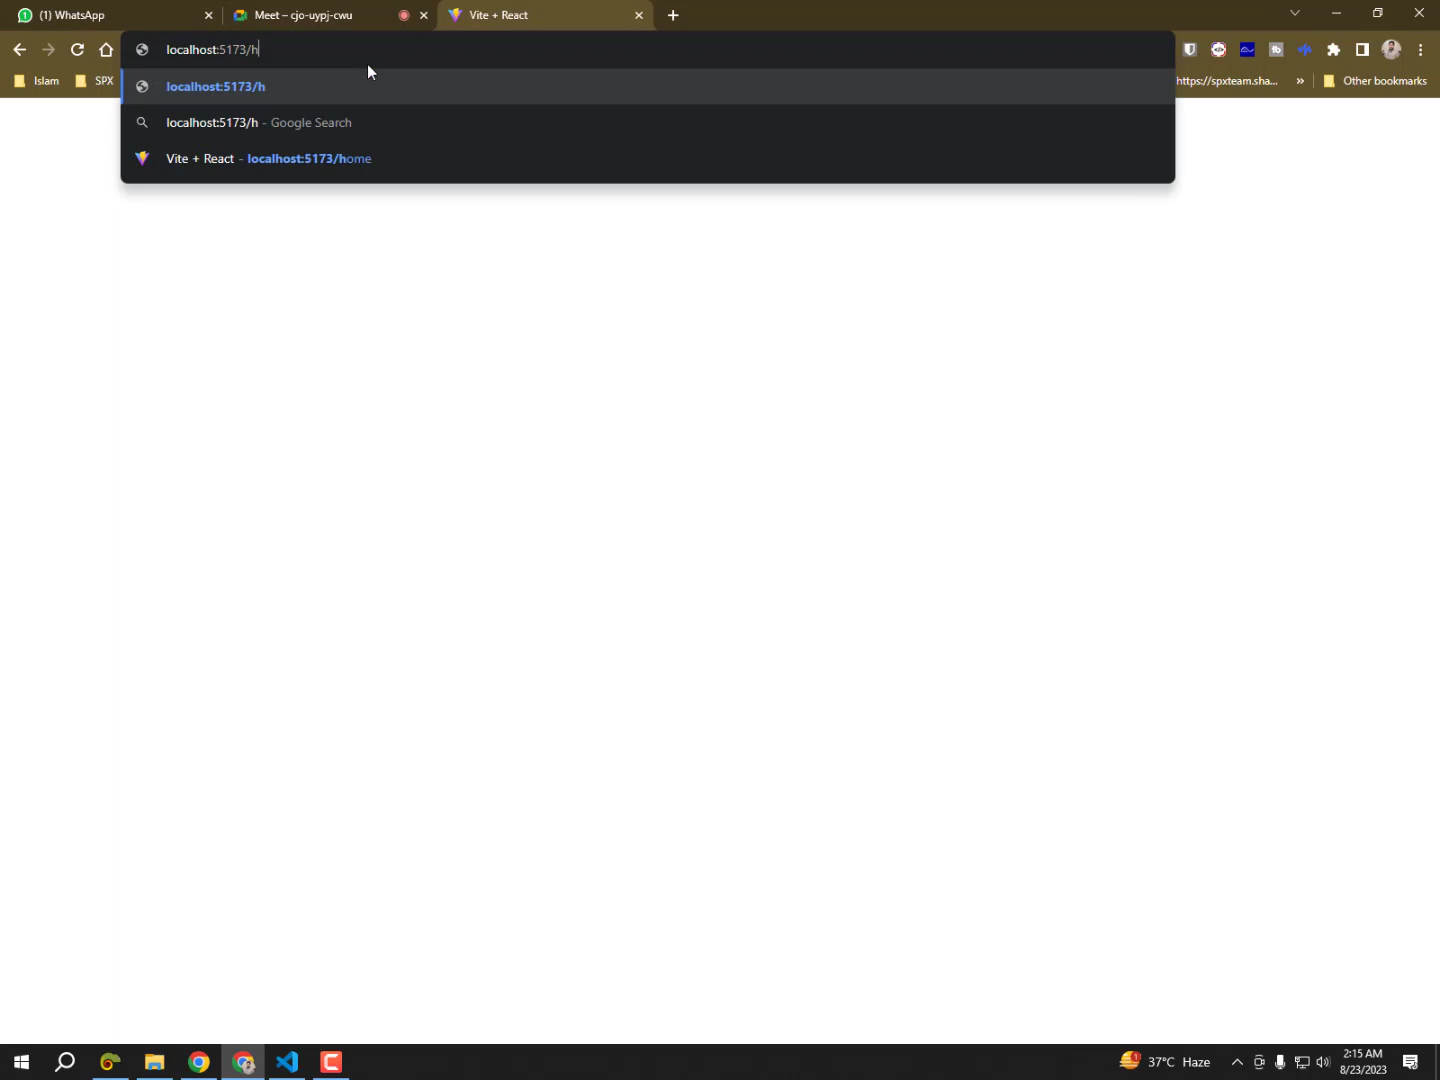 (1) WhatsApp
Meet – cjo-uypj-cwu
Vite + React
localhost:5173/h
Islam
SPX
https://spxteam.sha...
»
Other bookmarks
localhost:5173/h
localhost:5173/h - Google Search
Vite + React - localhost:5173/home
37°C Haze
2:15 AM
8/23/2023